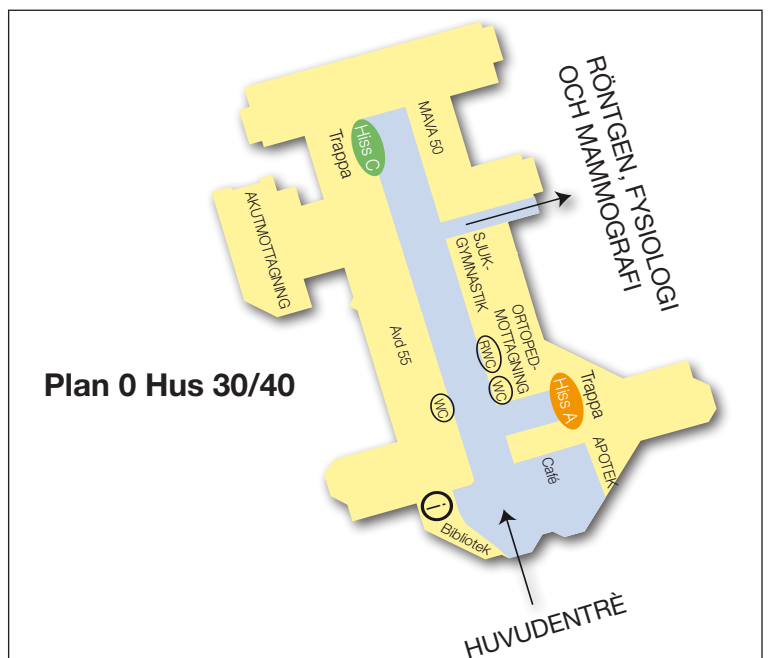 RÖNTGEN, FYSIOLOGI
OCH MAMMOGRAFI
MAVA 50
Hiss C
Trappa
AKUTMOTTAGNING
SJUK-
GYMNASTIK
ORTOPED-
MOTTAGNING
Avd 55
RWC
WC
WC
Plan 0 Hus 30/40
Trappa
Hiss A
APOTEK
Café
i
Bibliotek
HUVUDENTRÈ